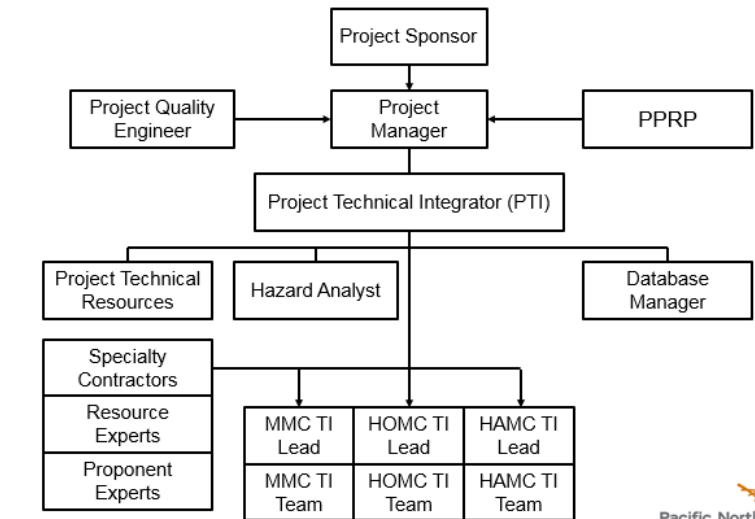 Project Sponsor
Project Quality
Engineer
Project
Manager
PPRP
Project Technical Integrator (PTI)
Project Technical
Resources
Hazard Analyst
Database
Manager
Specialty
Contractors
Resource
Experts
Proponent
Experts
MMC TI
Lead
HOMC TI
Lead
HAMC TI
Lead
MMC TI
Team
HOMC TI
Team
HAMC TI
Team
Pacific